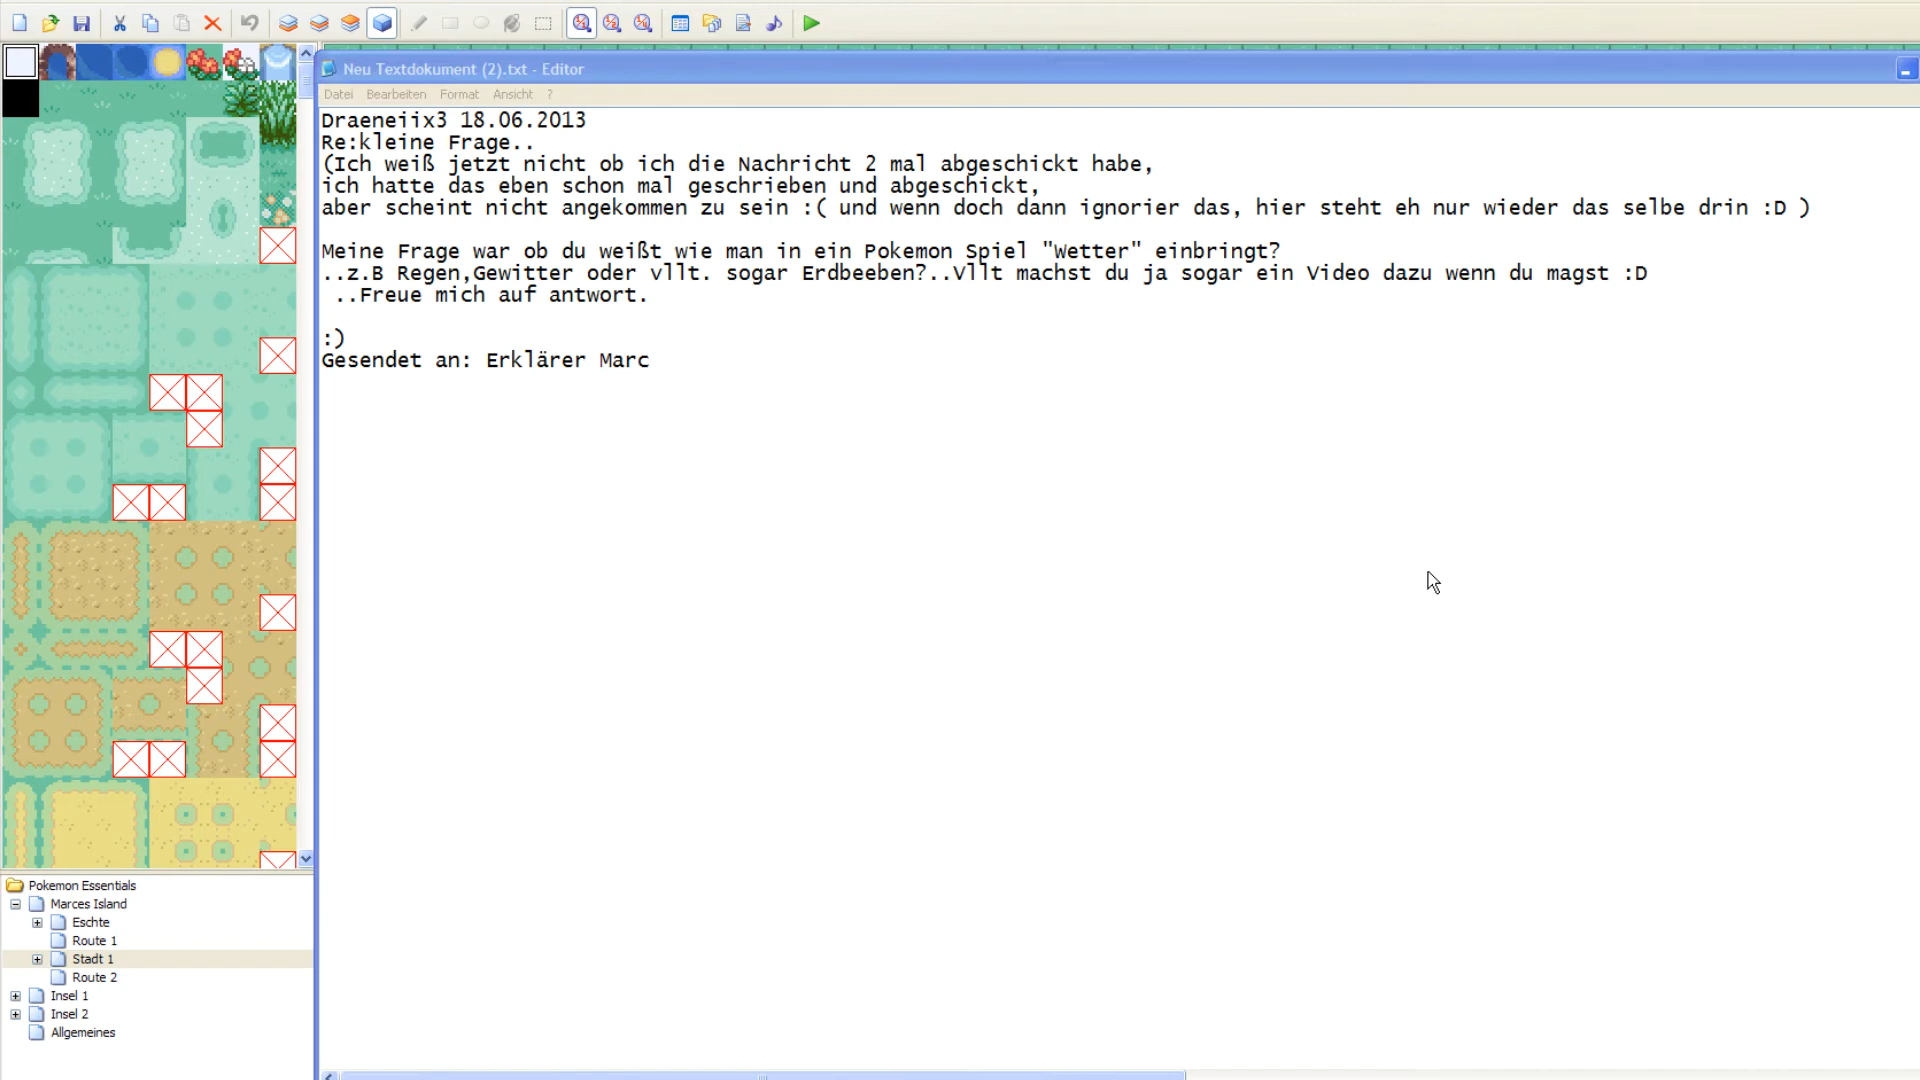 Neu Textdokument (2).txt - Editor
Datei Bearbeiten Format Ansicht ?
Draeneiix3 18.06.2013
Re:kleine Frage..
(Ich weiß jetzt nicht ob ich die Nachricht 2 mal abgeschickt habe,
ich hatte das eben schon mal geschrieben und abgeschickt,
aber scheint nicht angekommen zu sein :( und wenn doch dann ignorier das, hier steht eh nur wieder das selbe drin :D )
Meine Frage war ob du weißt wie man in ein Pokemon Spiel "Wetter" einbringt?
..z.B Regen,Gewitter oder vllt. sogar Erdbeeben?..Vllt machst du ja sogar ein Video dazu wenn du magst :D
..Freue mich auf antwort.
:)
Gesendet an: Erklärer Marc
Pokemon Essentials
Marces Island
Eschte
Route 1
Stadt 1
Route 2
Insel 1
Insel 2
Allgemeines